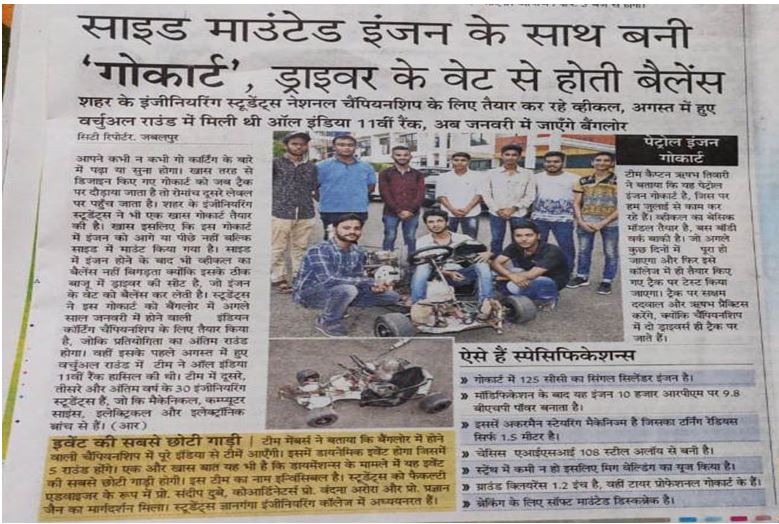 साइड माउंटेड इंजन के साथ बनी
'गोकार्ट', ड्राइवर के वेट से होती बैलेंस
शहर के इंजीनियरिंग स्टूडेंट्स नेशनल चैंपियनशिप के लिए तैयार कर रहे व्हीकल, अगस्त में हुए
वर्चुअल राउंड में मिली थी ऑल इंडिया 11वीं रैंक, अब जनवरी में जाएँगे बैंगलोर
सिटी रिपोर्टर. जबलपुर
आपने कभी न कभी गो कार्टिंग के बारे
में पढ़ा या सुना होगा। खास तरह से
डिजाइन किए गए गोकार्ट को जब ट्रैक
पर दौड़ाया जाता है तो रोमांच दूसरे लेवल
पर पहुँच जाता है। शहर के इंजीनियरिंग
स्टूडेंट्स ने भी एक खास गोकार्ट तैयार
की है। खास इसलिए कि इस गोकार्ट
में इंजन को आगे या पीछे नहीं बल्कि
साइड में माउंट किया गया है। साइड
में इंजन होने के बाद भी व्हीकल का
बैलेंस नहीं बिगड़ता क्योंकि इसके ठीक
बाजू में ड्राइवर की सीट है, जो इंजन
के वेट को बैलेंस कर लेती है। स्टूडेंट्स
ने इस गोकार्ट को बैंगलोर में अगले
साल जनवरी में होने वाली इंडियन
कॉर्टिंग चैंपियनशिप के लिए तैयार किया
है, जोकि प्रतियोगिता का अंतिम राउंड
होगा। वहीं इसके पहले अगस्त में हुए
वर्चुअल राउंड में टीम ने ऑल इंडिया
11वीं रैंक हासिल की थी। टीम में दूसरे,
तीसरे और अंतिम वर्ष के 30 इंजीनियरिंग
स्टूडेंट्स हैं, जो कि मैकेनिकल, कम्प्यूटर
साइंस, इलेक्ट्रिकल और इलेक्ट्रॉनिक
ब्रांच से हैं। (आर)
इवेंट की सबसे छोटी गाड़ी | टीम मेंबर्स ने बताया कि बैंगलोर में होने
वाली चैंपियनशिप में पूरे इंडिया से टीमें आएँगी। इसमें डायनेमिक इवेंट होगा जिसमें
5 राउंड होंगे। एक और खास बात यह भी है कि डायमेंशन्स के मामले में यह इवेंट
की सबसे छोटी गाड़ी होगी। इस टीम का नाम इन्विंसिबल है। स्टूडेंट्स को फैकल्टी
एडवाइजर के रूप में प्रो. संदीप दुबे, कोआर्डिनेटर्स प्रो. वंदना अरोरा और प्रो. प्रज्ञान
जैन का मार्गदर्शन मिला। स्टूडेंट्स ज्ञानगंगा इंजीनियरिंग कॉलेज में अध्ययनरत हैं।
पेट्रोल इंजन
गोकार्ट
टीम कैप्टन ऋषभ तिवारी
ने बताया कि यह पेट्रोल
इंजन गोकार्ट है, जिस पर
हम जुलाई से काम कर
रहे हैं। व्हीकल का बेसिक
मॉडल तैयार है, बस बॉडी
वर्क बाकी है। जो अगले
कुछ दिनों में पूरा हो
जाएगा और फिर इसे
कॉलेज में ही तैयार किए
गए ट्रैक पर टेस्ट किया
जाएगा। ट्रैक पर सक्षम
ददवाल और ऋषभ प्रैक्टिस
करेंगे, क्योंकि चैंपियनशिप
में दो ड्राइवर्स ही ट्रैक पर
जाते हैं।
ऐसे हैं स्पेसिफिकेशन्स
» गोकार्ट में 125 सीसी का सिंगल सिलेंडर इंजन है।
» मॉडिफिकेशन के बाद यह इंजन 10 हजार आरपीएम पर 9.8
बीएचपी पॉवर बनाता है।
» इसमें अकरमैन स्टेयरिंग मैकेनिज्म है जिसका टर्निंग रेडियस
सिर्फ 1.5 मीटर है।
» चेसिस एआईएसआई 108 स्टील अलॉय से बनी है।
» स्ट्रेंथ में कमी न हो इसलिए मिग वेल्डिंग का यूज किया है।
» ग्राउंड क्लियरेंस 1.2 इंच है, वहीं टायर प्रोफेशनल गोकार्ट के हैं।
» ब्रेकिंग के लिए सॉफ्ट माउंटेड डिस्कब्रेक है।